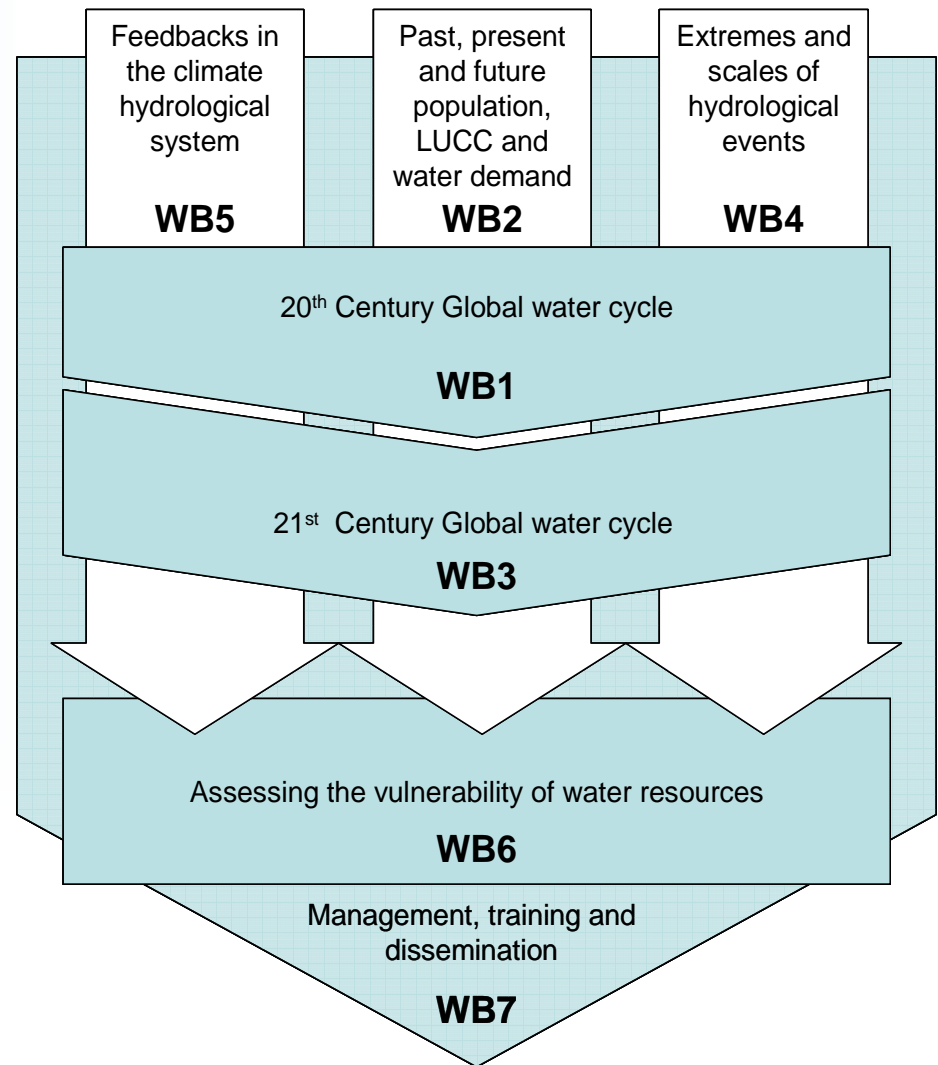 Feedbacks in
the climate
hydrological
system
WB5
Past, present
and future
population,
LUCC and
water demand
WB2
Extremes and
scales of
hydrological
events
WB4
20th Century Global water cycle
WB1
21st Century Global water cycle
WB3
Assessing the vulnerability of water resources
WB6
Management, training and
dissemination
WB7